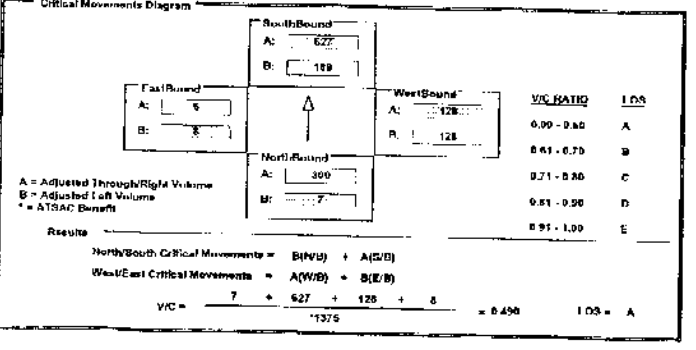 Critical Movements Diagram
SouthBound
A: 627
B: 189
EastBound
A: 6
B: 8
WestBound
A: 128
B: 128
NorthBound
A: 300
B: 7
V/C RATIO LOS
0.00 - 0.60 A
0.61 - 0.70 B
0.71 - 0.80 C
0.81 - 0.90 D
0.91 - 1.00 E
A = Adjusted Through/Right Volume
B = Adjusted Left Volume
* = ATSAC Benefit
Results
North/South Critical Movements = B(N/B) + A(S/B)
West/East Critical Movements = A(W/B) + B(E/B)
V/C = 7 + 627 + 128 + 8 = 0.490 LOS = A
*1375